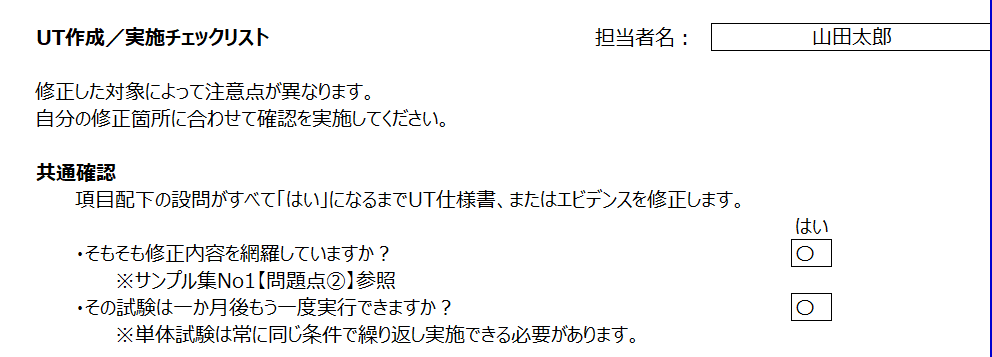 UT作成／実施チェックリスト 担当者名： 山田太郎
修正した対象によって注意点が異なります。
自分の修正箇所に合わせて確認を実施してください。
共通確認
項目配下の設問がすべて「はい」になるまでUT仕様書、またはエビデンスを修正します。
はい
・そもそも修正内容を網羅していますか？ ○
※サンプル集No1【問題点②】参照
・その試験は一か月後もう一度実行できますか？ ○
※単体試験は常に同じ条件で繰り返し実施できる必要があります。